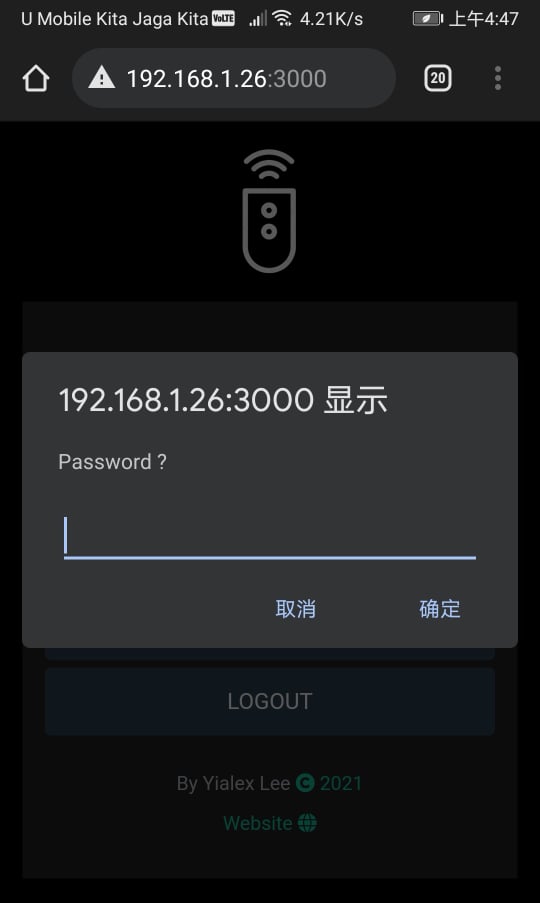 U Mobile Kita Jaga Kita VoLTE 4.21K/s 上午4:47
192.168.1.26:3000 20
192.168.1.26:3000 显示
Password ?
取消 确定
LOGOUT
By Yialex Lee © 2021
Website